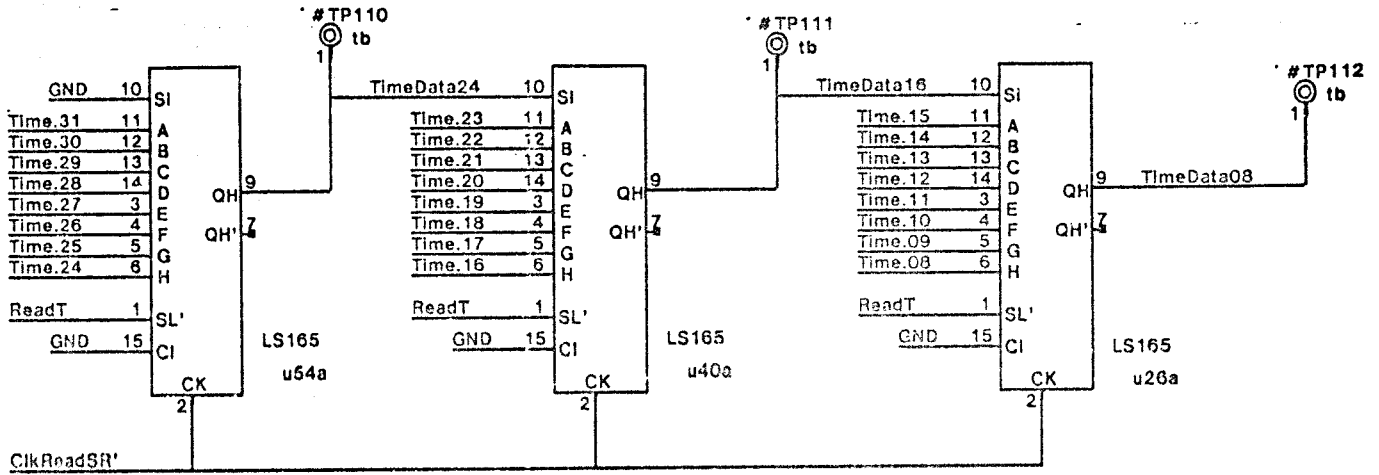 #TP110
tb
1
GND 10 SI
Time.31 11 A
Time.30 12 B
Time.29 13 C
Time.28 14 D
Time.27 3 E
Time.26 4 F
Time.25 5 G
Time.24 6 H
QH 9
QH' 7
ReadT 1 SL'
GND 15 CI
CK
2
LS165
u54a
#TP111
tb
1
TimeData24 10 SI
Time.23 11 A
Time.22 12 B
Time.21 13 C
Time.20 14 D
Time.19 3 E
Time.18 4 F
Time.17 5 G
Time.16 6 H
QH 9
QH' 7
ReadT 1 SL'
GND 15 CI
CK
2
LS165
u40a
#TP112
tb
1
TimeData16 10 SI
Time.15 11 A
Time.14 12 B
Time.13 13 C
Time.12 14 D
Time.11 3 E
Time.10 4 F
Time.09 5 G
Time.08 6 H
QH 9 TimeData08
QH' 7
ReadT 1 SL'
GND 15 CI
CK
2
LS165
u26a
ClkReadSR'